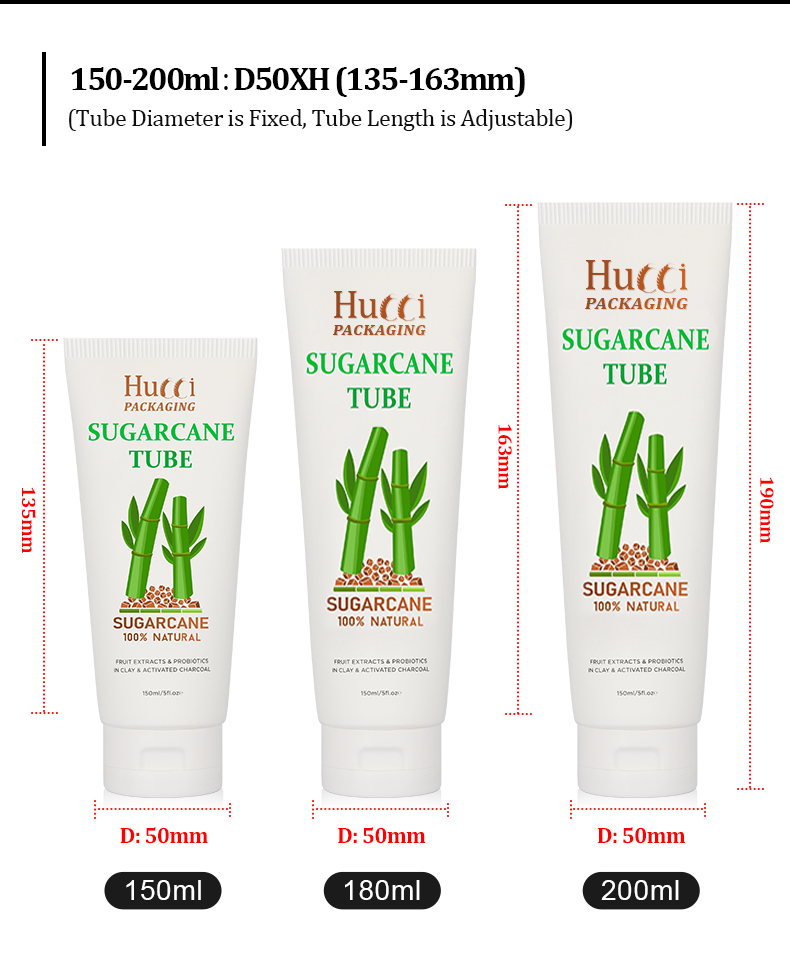 150-200ml: D50XH (135-163mm)
(Tube Diameter is Fixed, Tube Length is Adjustable)
135mm
Hucci
PACKAGING
SUGARCANE
TUBE
SUGARCANE
100% NATURAL
FRUIT EXTRACTS & PROBIOTICS
IN CLAY & ACTIVATED CHARCOAL
150ml/5fl.oz℮
D: 50mm
150ml
Hucci
PACKAGING
SUGARCANE
TUBE
SUGARCANE
100% NATURAL
FRUIT EXTRACTS & PROBIOTICS
IN CLAY & ACTIVATED CHARCOAL
150ml/5fl.oz℮
D: 50mm
180ml
163mm
Hucci
PACKAGING
SUGARCANE
TUBE
SUGARCANE
100% NATURAL
FRUIT EXTRACTS & PROBIOTICS
IN CLAY & ACTIVATED CHARCOAL
150ml/5fl.oz℮
190mm
D: 50mm
200ml